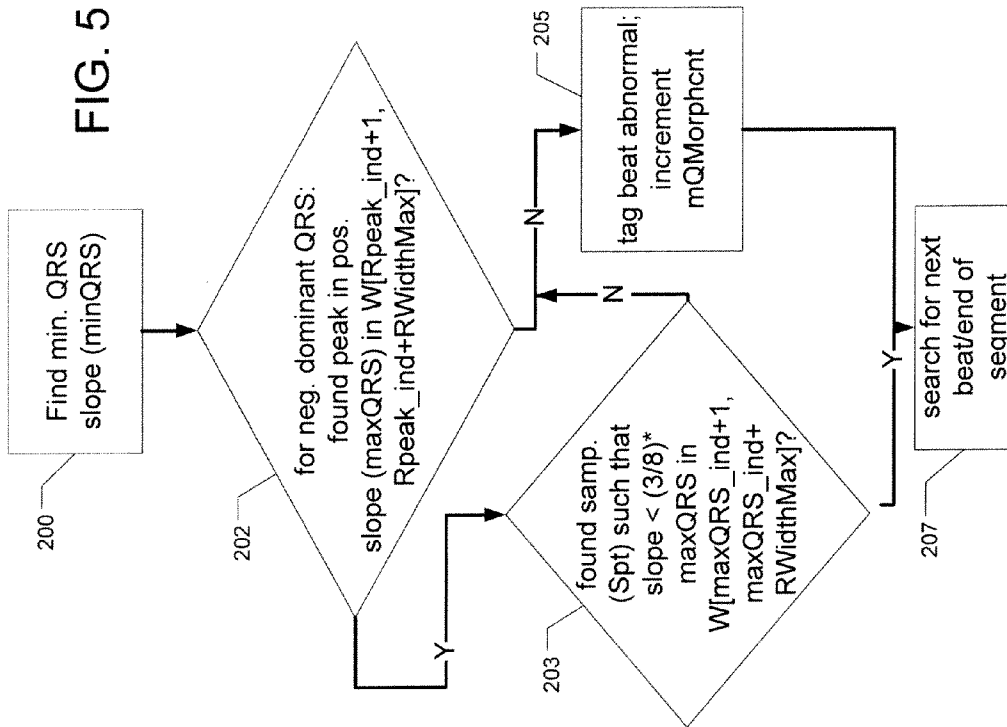 FIG. 5
200
Find min. QRS
slope (minQRS)
202
for neg. dominant QRS:
found peak in pos.
slope (maxQRS) in W[Rpeak_ind+1,
Rpeak_ind+RWidthMax]?
Y
N
203
found samp.
(Spt) such that
slope < (3/8)*
maxQRS in
W[maxQRS_ind+1,
maxQRS_ind+
RWidthMax]?
N
Y
205
tag beat abnormal;
increment
mQMorphcnt
207
search for next
beat/end of
segment